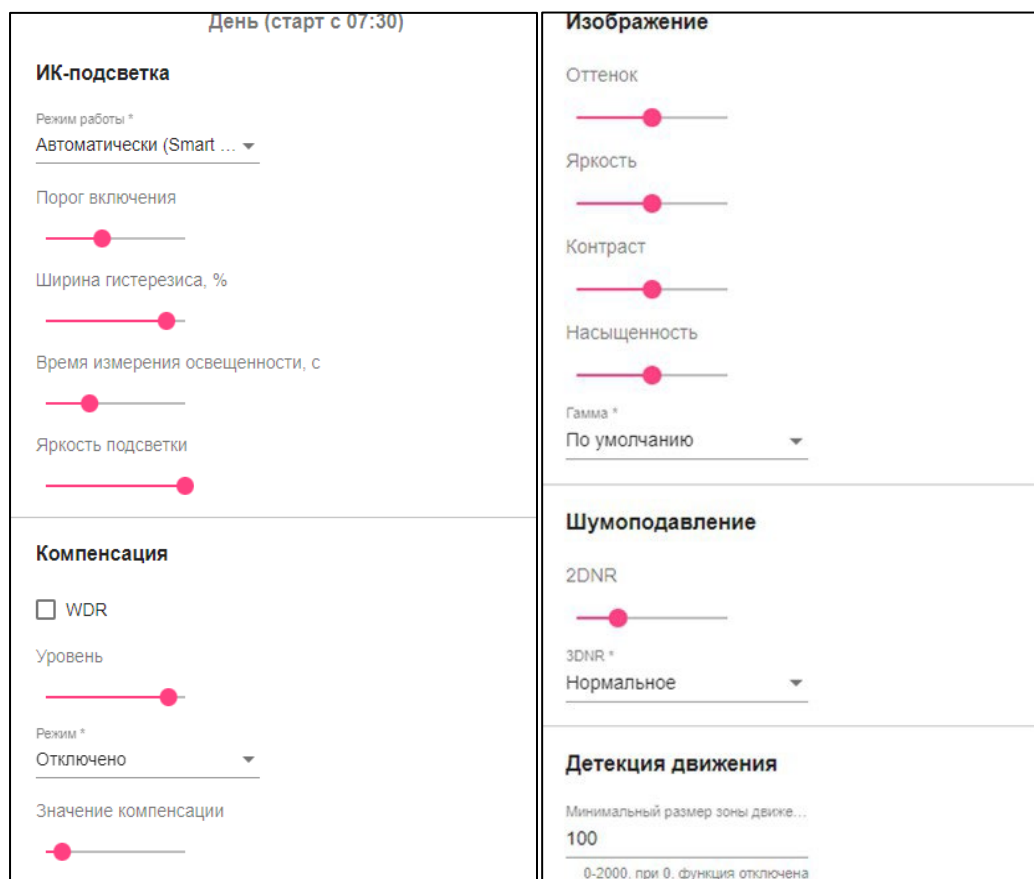 День (старт с 07:30)
ИК-подсветка
Режим работы *
Автоматически (Smart ...
Порог включения
Ширина гистерезиса, %
Время измерения освещенности, с
Яркость подсветки
Компенсация
WDR
Уровень
Режим *
Отключено
Значение компенсации
Изображение
Оттенок
Яркость
Контраст
Насыщенность
Гамма *
По умолчанию
Шумоподавление
2DNR
3DNR *
Нормальное
Детекция движения
Минимальный размер зоны движе...
100
0-2000, при 0, функция отключена